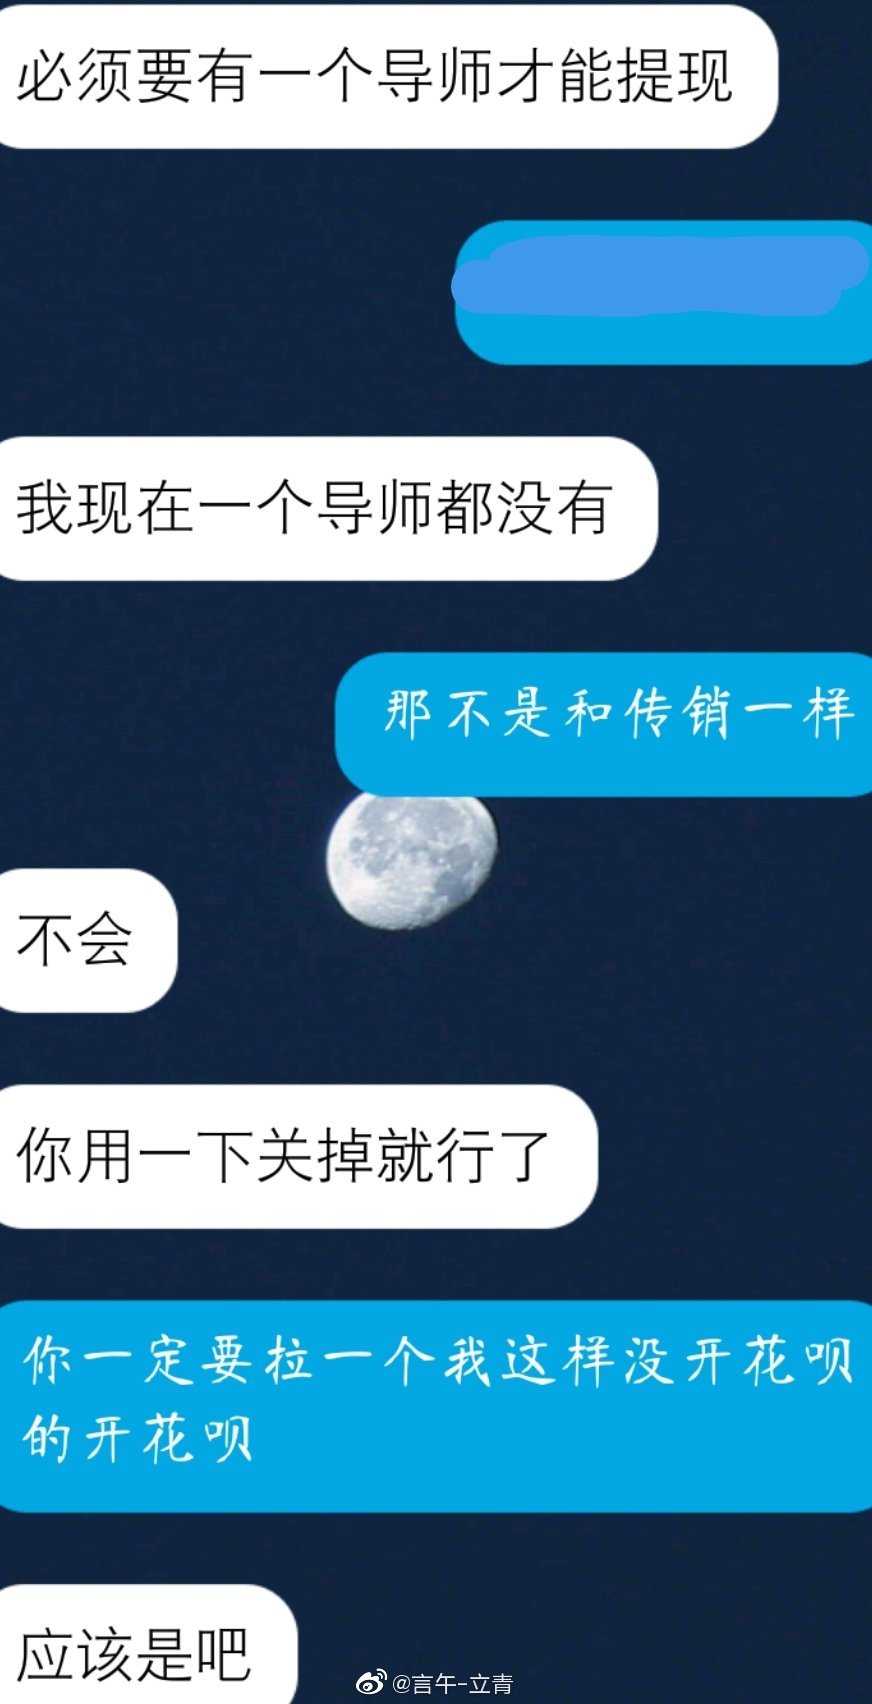 必须要有一个导师才能提现
我现在一个导师都没有
那不是和传销一样
不会
你用一下关掉就行了
你一定要拉一个我这样没开花呗
的开花呗
应该是吧
@言午-立青